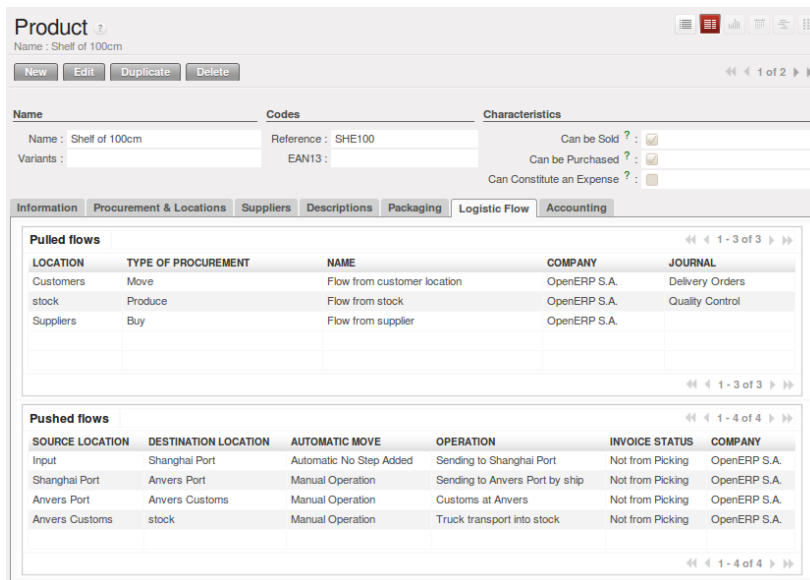 Product ?
Name : Shelf of 100cm
New Edit Duplicate Delete
1 of 2
Name Codes Characteristics
Name : Shelf of 100cm Reference : SHE100 Can be Sold ? :
Variants : EAN13 : Can be Purchased ? :
Can Constitute an Expense ? :
Information Procurement & Locations Suppliers Descriptions Packaging Logistic Flow Accounting
Pulled flows 1 - 3 of 3
LOCATION TYPE OF PROCUREMENT NAME COMPANY JOURNAL
Customers Move Flow from customer location OpenERP S.A. Delivery Orders
stock Produce Flow from stock OpenERP S.A. Quality Control
Suppliers Buy Flow from supplier OpenERP S.A.
1 - 3 of 3
Pushed flows 1 - 4 of 4
SOURCE LOCATION DESTINATION LOCATION AUTOMATIC MOVE OPERATION INVOICE STATUS COMPANY
Input Shanghai Port Automatic No Step Added Sending to Shanghai Port Not from Picking OpenERP S.A.
Shanghai Port Anvers Port Manual Operation Sending to Anvers Port by ship Not from Picking OpenERP S.A.
Anvers Port Anvers Customs Manual Operation Customs at Anvers Not from Picking OpenERP S.A.
Anvers Customs stock Manual Operation Truck transport into stock Not from Picking OpenERP S.A.
1 - 4 of 4